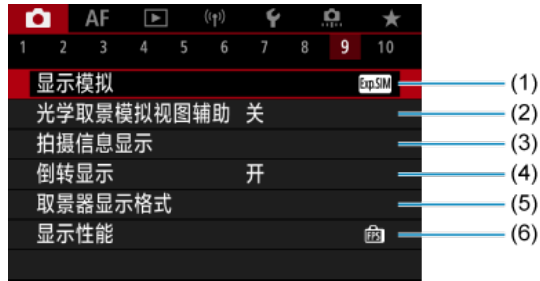 AF
1 2 3 4 5 6 7 8 9 10
显示模拟 Exp.SIM (1)
光学取景模拟视图辅助 关 (2)
拍摄信息显示 (3)
倒转显示 开 (4)
取景器显示格式 (5)
显示性能 FPS (6)